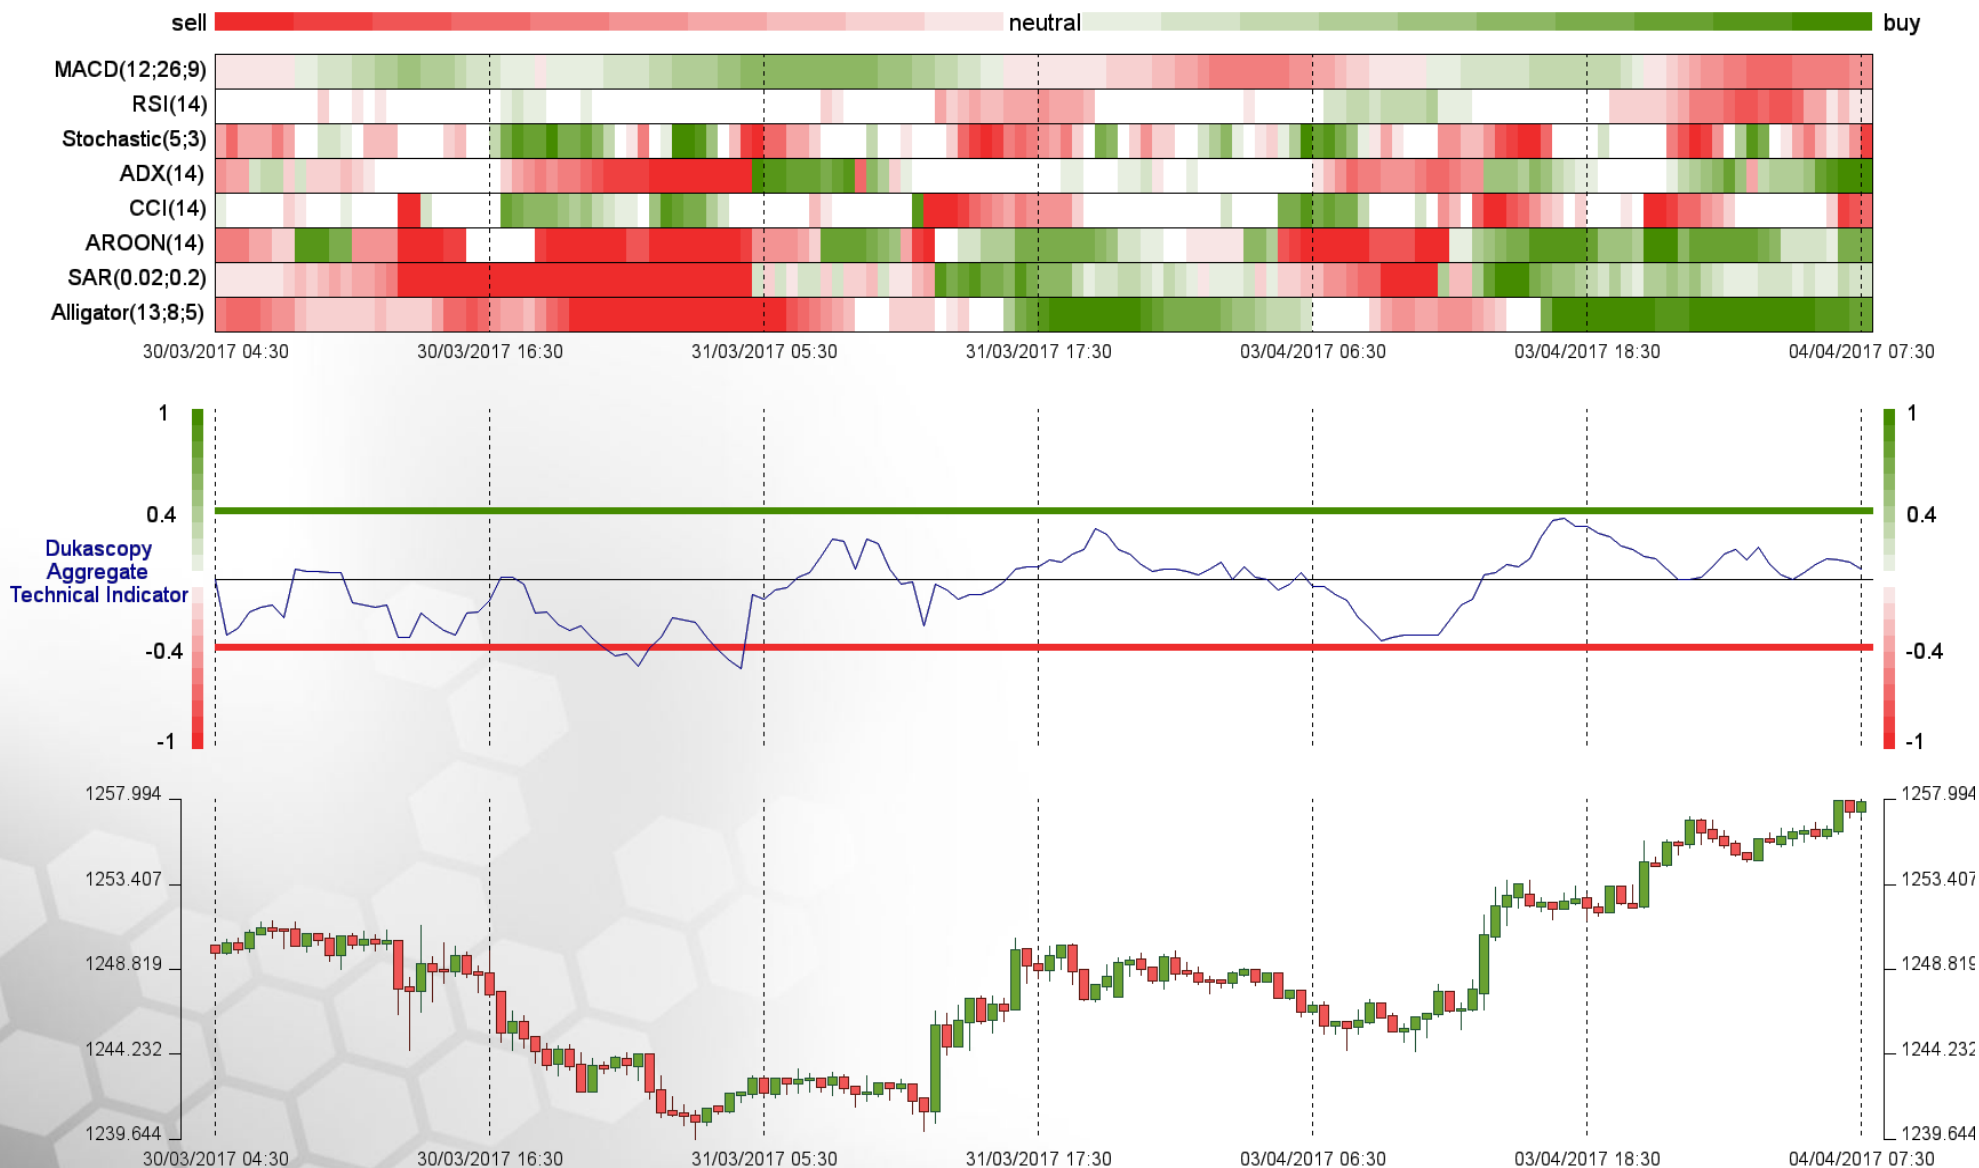 sell neutral buy
MACD(12;26;9)
RSI(14)
Stochastic(5;3)
ADX(14)
CCI(14)
AROON(14)
SAR(0.02;0.2)
Alligator(13;8;5)
30/03/2017 04:30 30/03/2017 16:30 31/03/2017 05:30 31/03/2017 17:30 03/04/2017 06:30 03/04/2017 18:30 04/04/2017 07:30
1 1
0.4 0.4
Dukascopy
Aggregate
Technical Indicator
-0.4 -0.4
-1 -1
1257.994 1257.994
1253.407 1253.407
1248.819 1248.819
1244.232 1244.232
1239.644 1239.644
30/03/2017 04:30 30/03/2017 16:30 31/03/2017 05:30 31/03/2017 17:30 03/04/2017 06:30 03/04/2017 18:30 04/04/2017 07:30